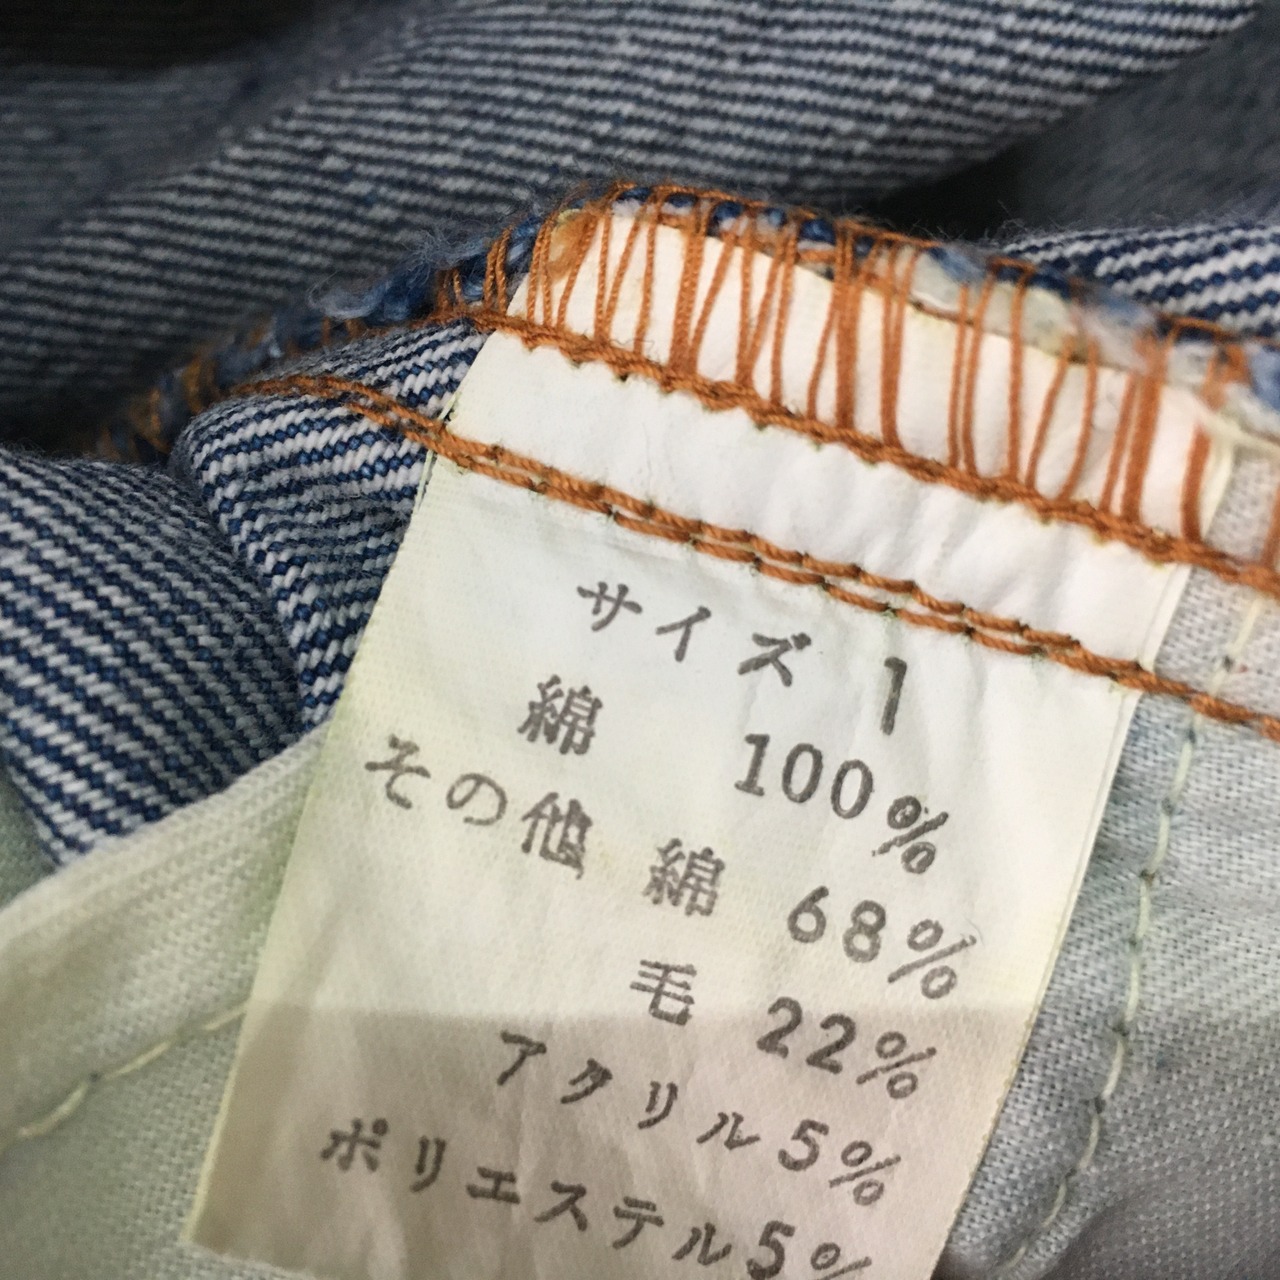 サイズ 1
綿 100%
その他 綿 68%
毛 22%
アクリル 5%
ポリエステル 5%